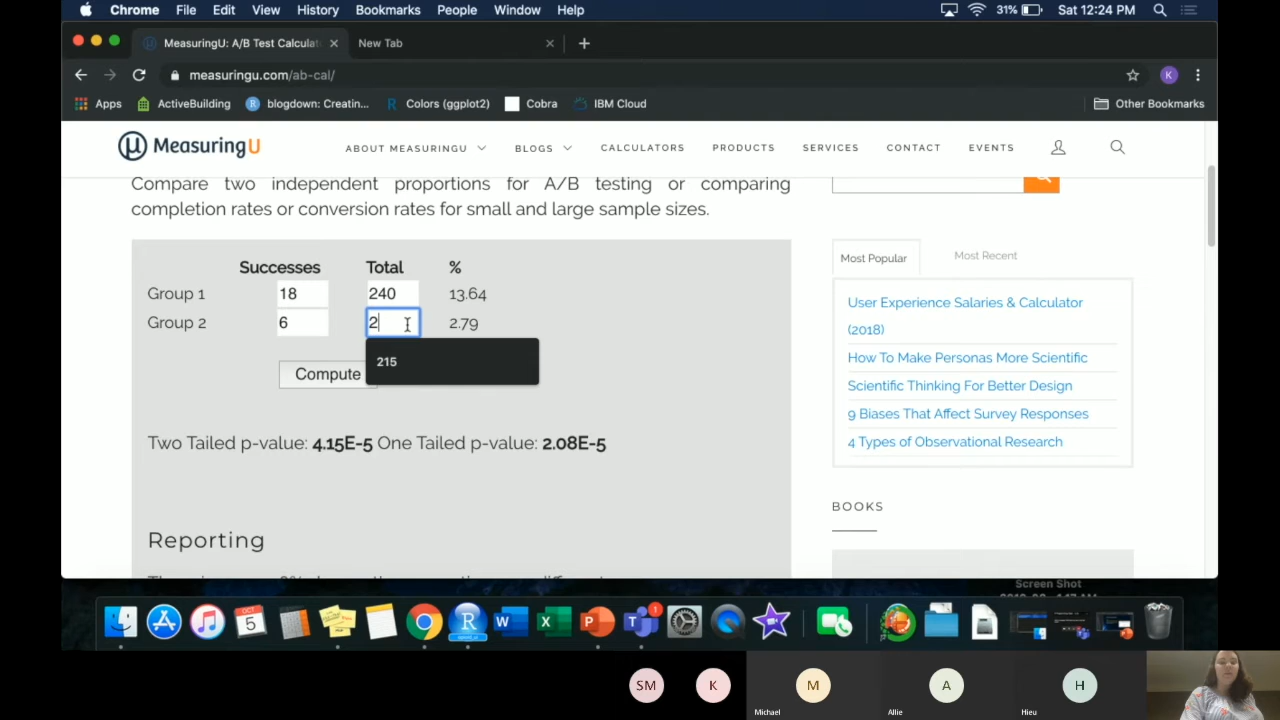 Chrome File Edit View History Bookmarks People Window Help 31% Sat 12:24 PM
MeasuringU: A/B Test Calculat New Tab
measuringu.com/ab-cal/ K
Apps ActiveBuilding blogdown: Creatin... Colors (ggplot2) Cobra IBM Cloud Other Bookmarks
MeasuringU ABOUT MEASURINGU BLOGS CALCULATORS PRODUCTS SERVICES CONTACT EVENTS
Compare two independent proportions for A/B testing or comparing
completion rates or conversion rates for small and large sample sizes.
Successes Total %
Group 1 18 240 13.64
Group 2 6 2 2.79
215
Compute
Two Tailed p-value: 4.15E-5 One Tailed p-value: 2.08E-5
Reporting
Most Popular Most Recent
User Experience Salaries & Calculator
(2018)
How To Make Personas More Scientific
Scientific Thinking For Better Design
9 Biases That Affect Survey Responses
4 Types of Observational Research
BOOKS
Screen Shot
OCT
5
SM K M A H
Michael Allie Hieu